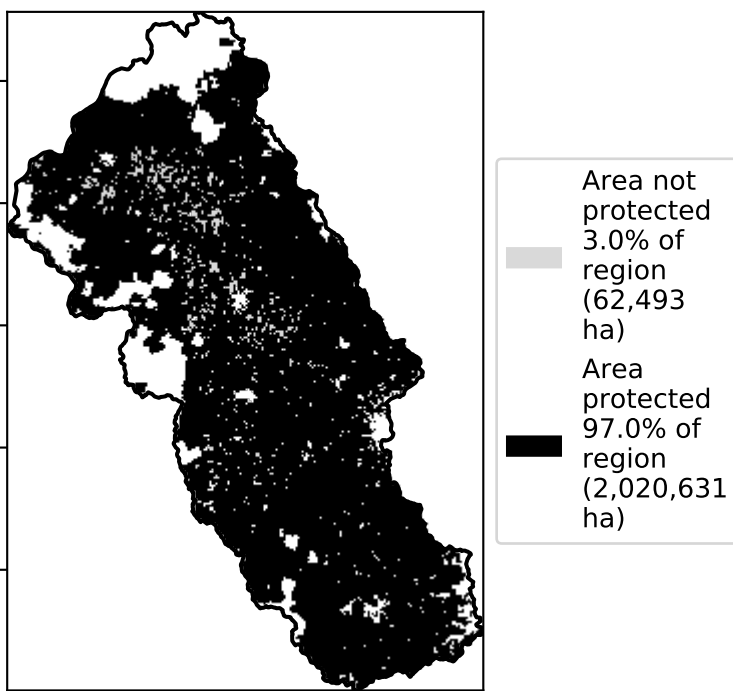 Area not
protected
3.0% of
region
(62,493
ha)
Area
protected
97.0% of
region
(2,020,631
ha)